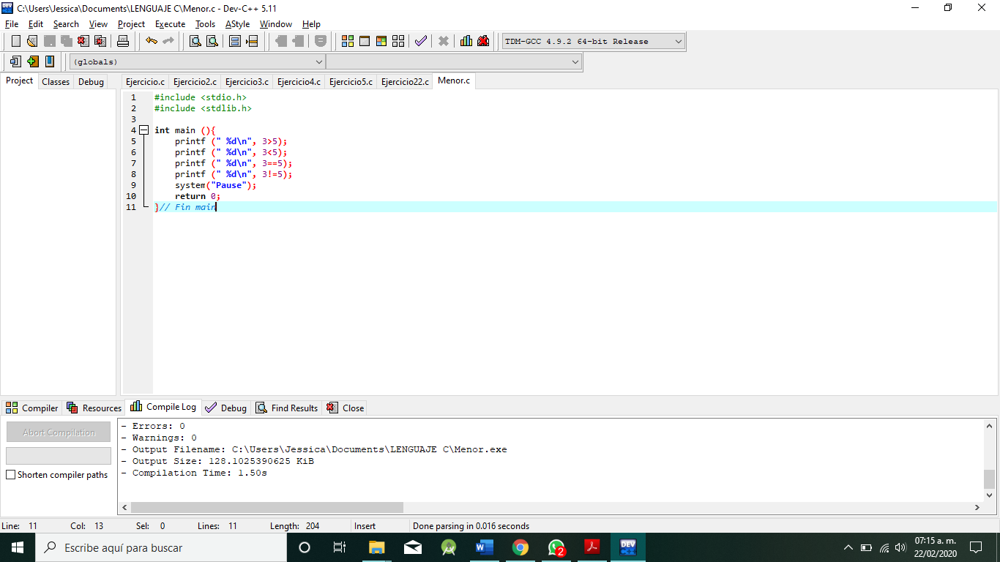 C:\Users\Jessica\Documents\LENGUAJE C\Menor.c - Dev-C++ 5.11
File Edit Search View Project Execute Tools AStyle Window Help
TDM-GCC 4.9.2 64-bit Release
(globals)
Project Classes Debug
Ejercicio.c Ejercicio2.c Ejercicio3.c Ejercicio4.c Ejercicio5.c Ejercicio22.c Menor.c
1 #include <stdio.h>
2 #include <stdlib.h>
3
4 int main (){
5 printf (" %d\n", 3>5);
6 printf (" %d\n", 3<5);
7 printf (" %d\n", 3==5);
8 printf (" %d\n", 3!=5);
9 system("Pause");
10 return 0;
11 }// Fin main
Compiler Resources Compile Log Debug Find Results Close
Abort Compilation
Shorten compiler paths
- Errors: 0
- Warnings: 0
- Output Filename: C:\Users\Jessica\Documents\LENGUAJE C\Menor.exe
- Output Size: 128.1025390625 KiB
- Compilation Time: 1.50s
Line: 11 Col: 13 Sel: 0 Lines: 11 Length: 204 Insert Done parsing in 0.016 seconds
Escribe aquí para buscar
2
DEV
07:15 a. m.
22/02/2020